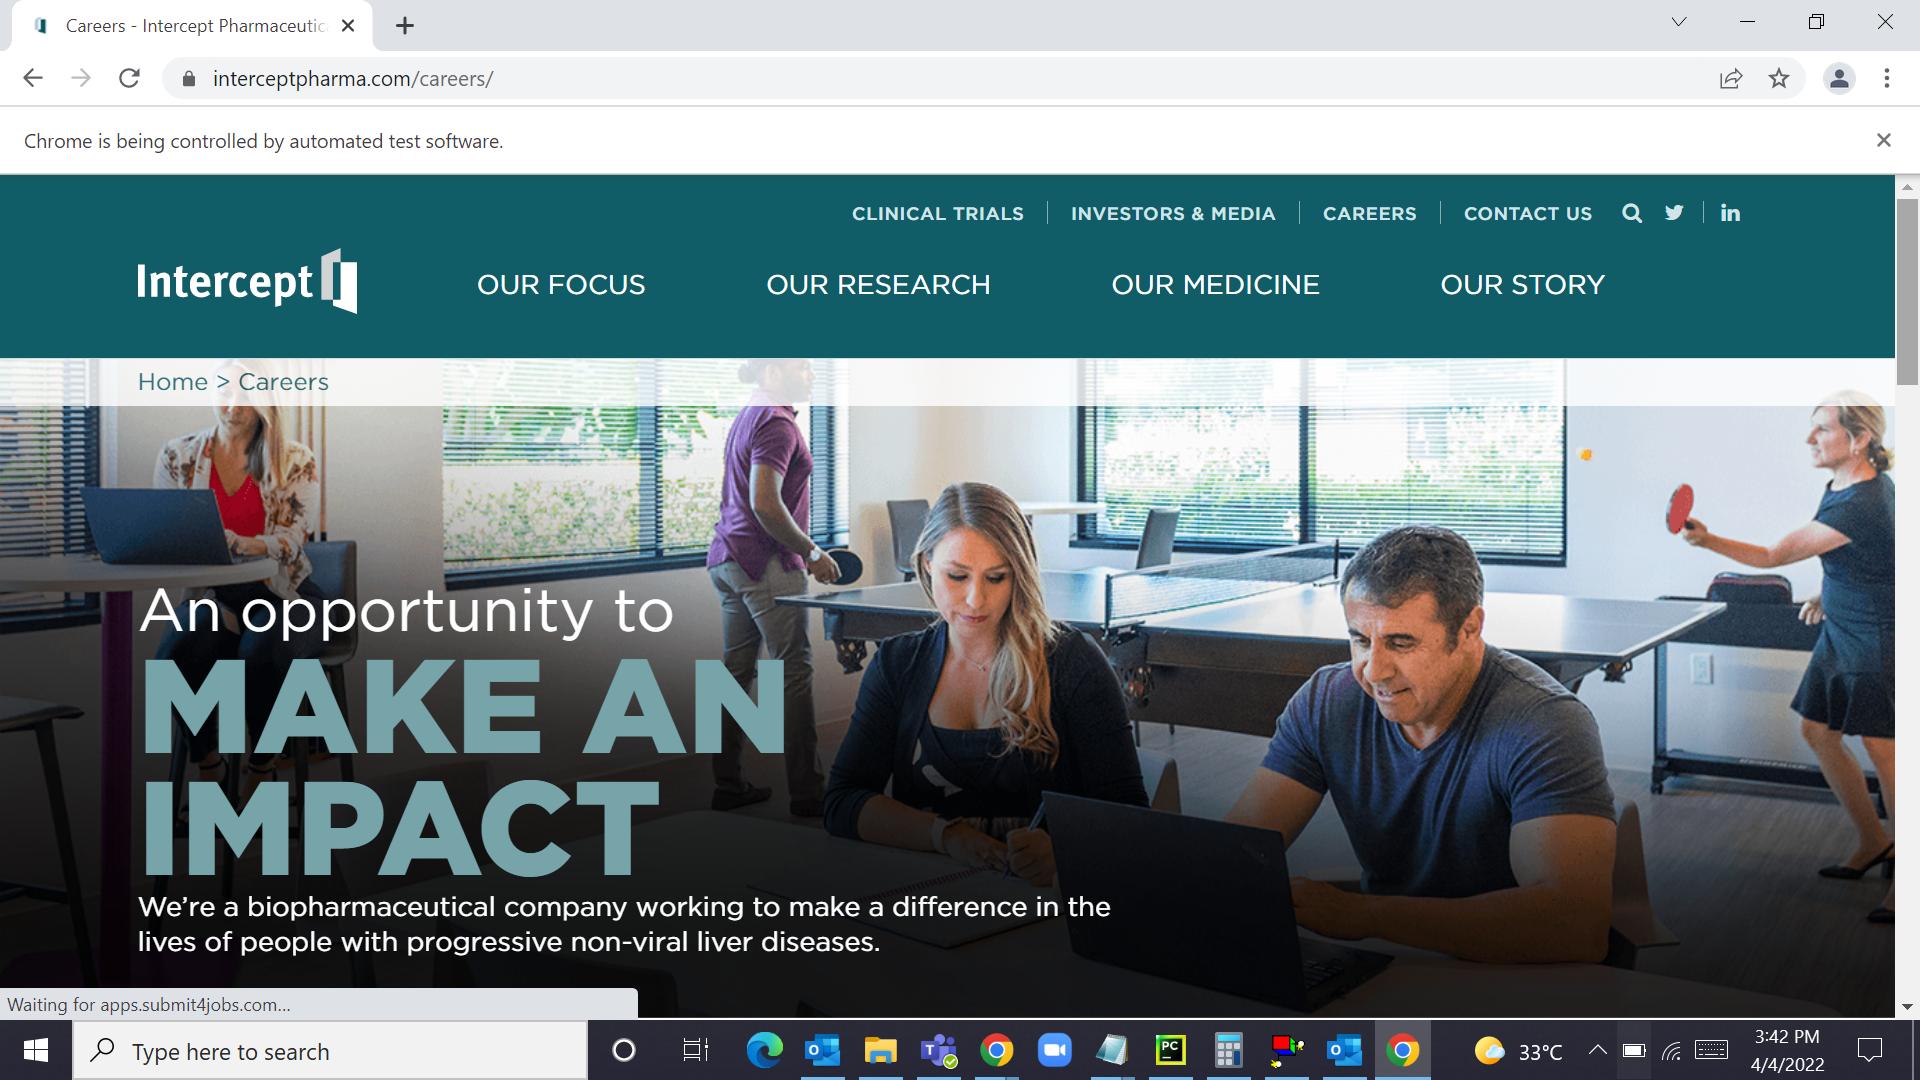 Careers - Intercept Pharmaceutic
interceptpharma.com/careers/
Chrome is being controlled by automated test software.
CLINICAL TRIALS
INVESTORS & MEDIA
CAREERS
CONTACT US
in
Intercept
OUR FOCUS
OUR RESEARCH
OUR MEDICINE
OUR STORY
Home > Careers
An opportunity to
MAKE AN
IMPACT
We're a biopharmaceutical company working to make a difference in the
lives of people with progressive non-viral liver diseases.
Waiting for apps.submit4jobs.com...
Type here to search
PC
33°C
3:42 PM
4/4/2022